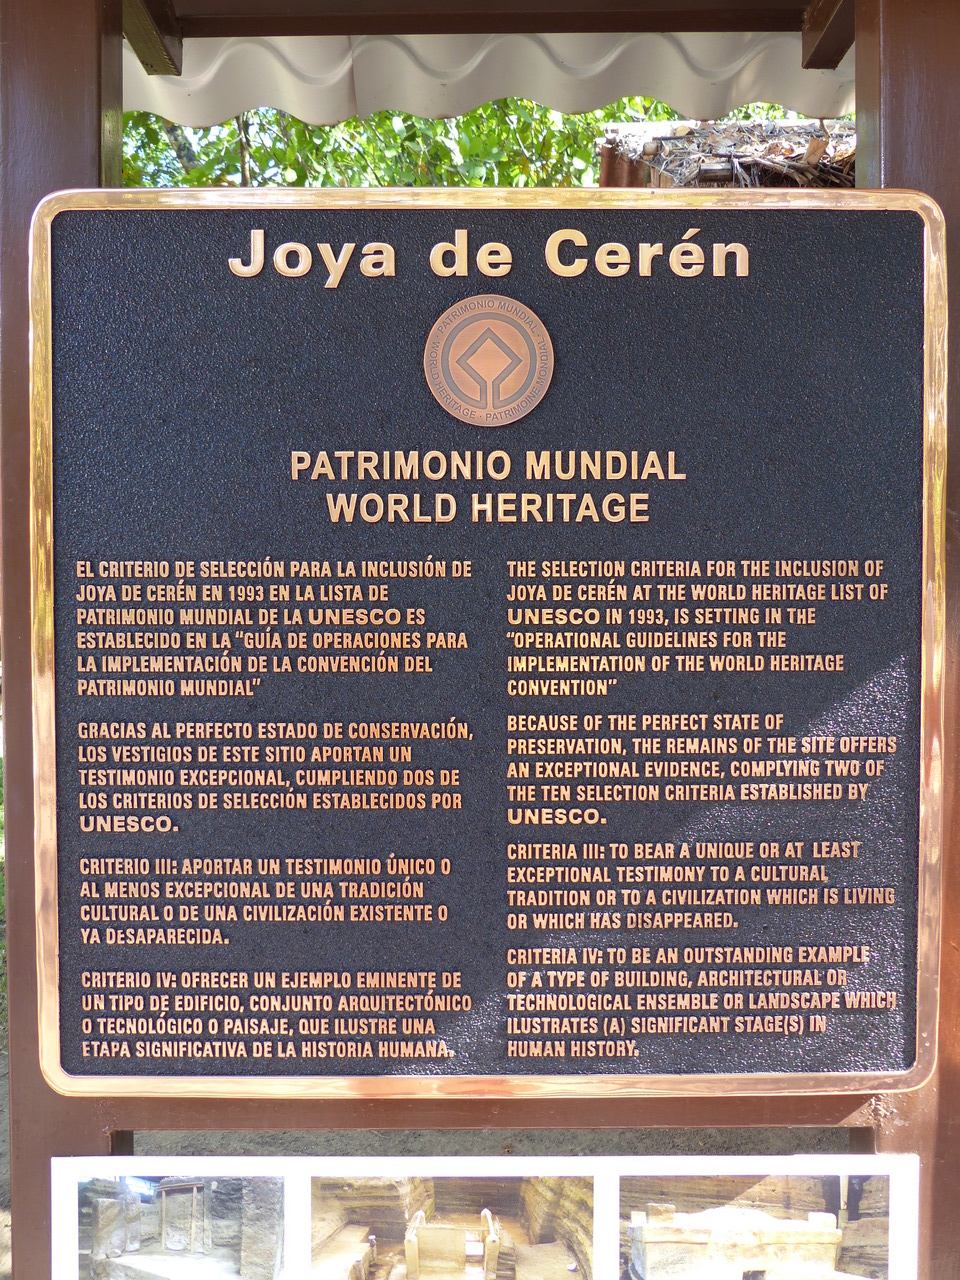 Joya de Cerén
· PATRIMONIO MUNDIAL · WORLD HERITAGE · PATRIMOINE MONDIAL
PATRIMONIO MUNDIAL
WORLD HERITAGE
EL CRITERIO DE SELECCIÓN PARA LA INCLUSIÓN DE
JOYA DE CERÉN EN 1993 EN LA LISTA DE
PATRIMONIO MUNDIAL DE LA UNESCO ES
ESTABLECIDO EN LA "GUÍA DE OPERACIONES PARA
LA IMPLEMENTACIÓN DE LA CONVENCIÓN DEL
PATRIMONIO MUNDIAL"
GRACIAS AL PERFECTO ESTADO DE CONSERVACIÓN,
LOS VESTIGIOS DE ESTE SITIO APORTAN UN
TESTIMONIO EXCEPCIONAL, CUMPLIENDO DOS DE
LOS CRITERIOS DE SELECCIÓN ESTABLECIDOS POR
UNESCO.
CRITERIO III: APORTAR UN TESTIMONIO ÚNICO O
AL MENOS EXCEPCIONAL DE UNA TRADICIÓN
CULTURAL O DE UNA CIVILIZACIÓN EXISTENTE O
YA DESAPARECIDA.
CRITERIO IV: OFRECER UN EJEMPLO EMINENTE DE
UN TIPO DE EDIFICIO, CONJUNTO ARQUITECTÓNICO
O TECNOLÓGICO O PAISAJE, QUE ILUSTRE UNA
ETAPA SIGNIFICATIVA DE LA HISTORIA HUMANA.
THE SELECTION CRITERIA FOR THE INCLUSION OF
JOYA DE CERÉN AT THE WORLD HERITAGE LIST OF
UNESCO IN 1993, IS SETTING IN THE
"OPERATIONAL GUIDELINES FOR THE
IMPLEMENTATION OF THE WORLD HERITAGE
CONVENTION"
BECAUSE OF THE PERFECT STATE OF
PRESERVATION, THE REMAINS OF THE SITE OFFERS
AN EXCEPTIONAL EVIDENCE, COMPLYING TWO OF
THE TEN SELECTION CRITERIA ESTABLISHED BY
UNESCO.
CRITERIA III: TO BEAR A UNIQUE OR AT LEAST
EXCEPTIONAL TESTIMONY TO A CULTURAL
TRADITION OR TO A CIVILIZATION WHICH IS LIVING
OR WHICH HAS DISAPPEARED.
CRITERIA IV: TO BE AN OUTSTANDING EXAMPLE
OF A TYPE OF BUILDING, ARCHITECTURAL OR
TECHNOLOGICAL ENSEMBLE OR LANDSCAPE WHICH
ILUSTRATES (A) SIGNIFICANT STAGE(S) IN
HUMAN HISTORY.